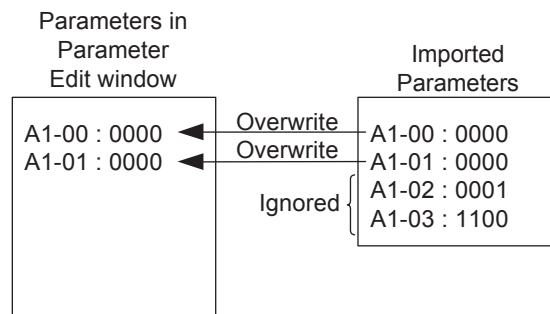 Parameters in
Parameter
Edit window
Imported
Parameters
A1-00 : 0000
Overwrite
A1-00 : 0000
A1-01 : 0000
Overwrite
A1-01 : 0000
Ignored
A1-02 : 0001
A1-03 : 1100